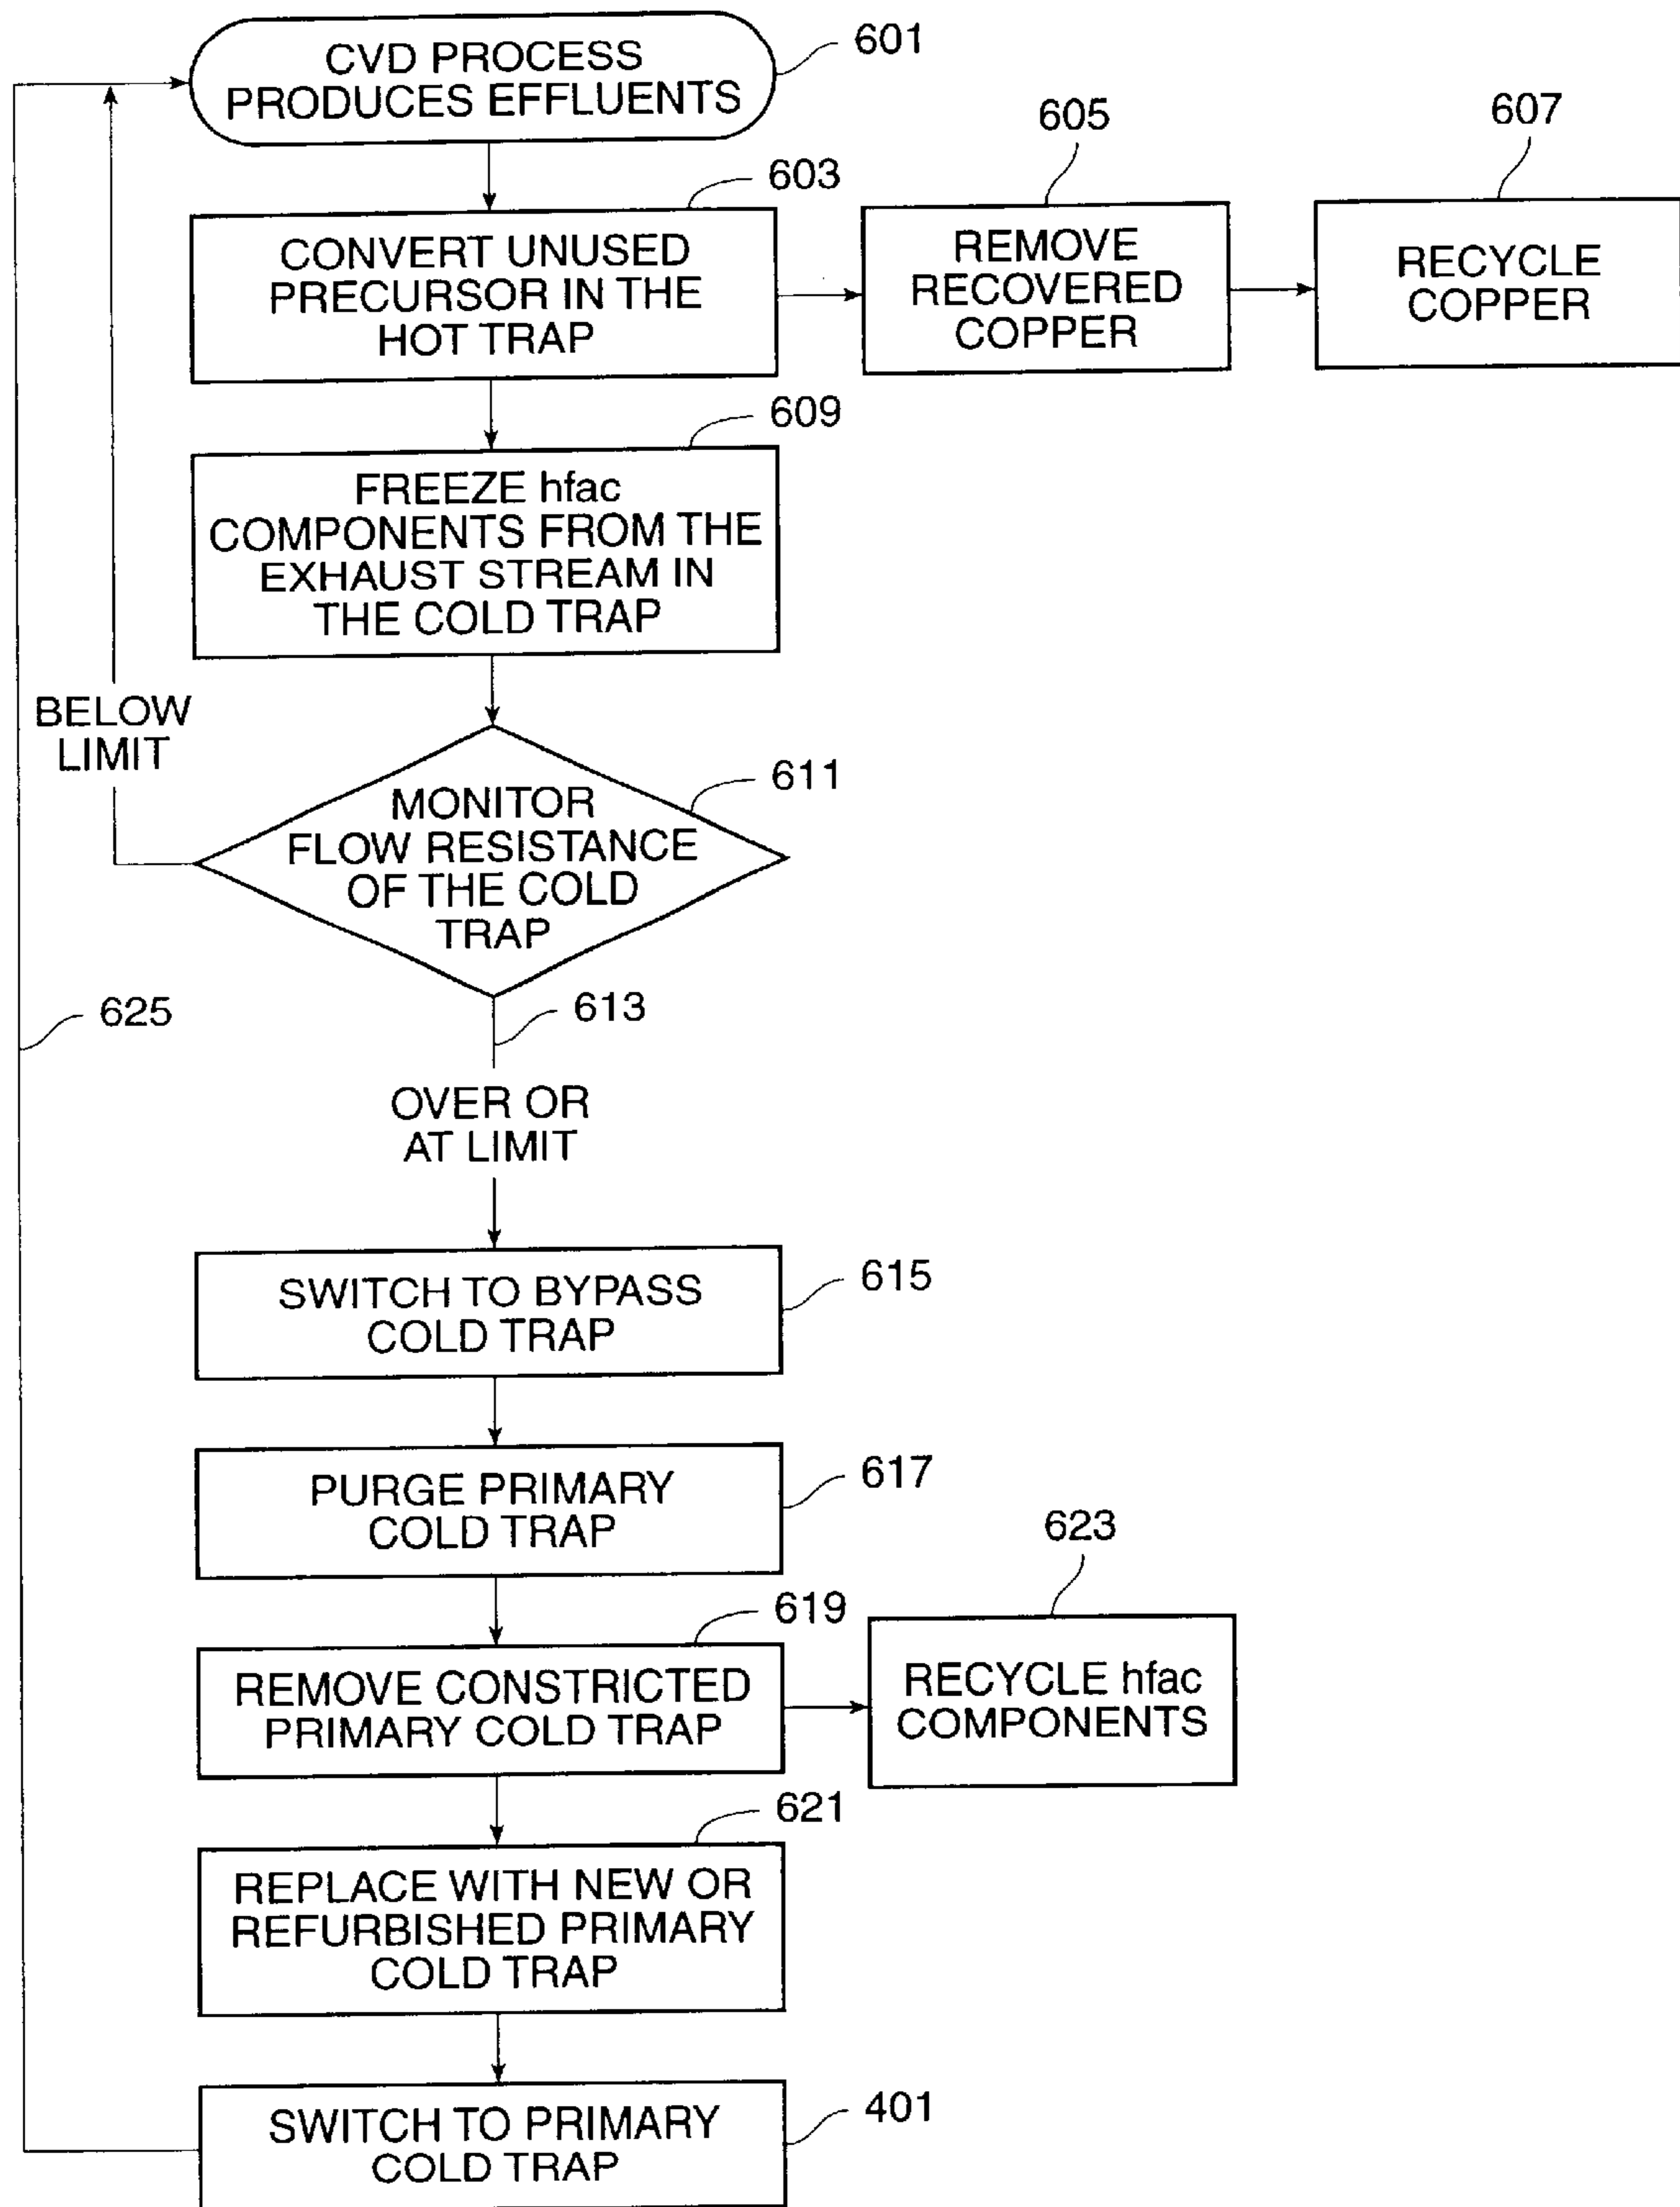 CVD PROCESS
PRODUCES EFFLUENTS
601
603
CONVERT UNUSED
PRECURSOR IN THE
HOT TRAP
605
REMOVE
RECOVERED
COPPER
607
RECYCLE
COPPER
609
FREEZE hfac
COMPONENTS FROM THE
EXHAUST STREAM IN
THE COLD TRAP
BELOW
LIMIT
611
MONITOR
FLOW RESISTANCE
OF THE COLD
TRAP
625
613
OVER OR
AT LIMIT
615
SWITCH TO BYPASS
COLD TRAP
617
PURGE PRIMARY
COLD TRAP
619
REMOVE CONSTRICTED
PRIMARY COLD TRAP
623
RECYCLE hfac
COMPONENTS
621
REPLACE WITH NEW OR
REFURBISHED PRIMARY
COLD TRAP
401
SWITCH TO PRIMARY
COLD TRAP